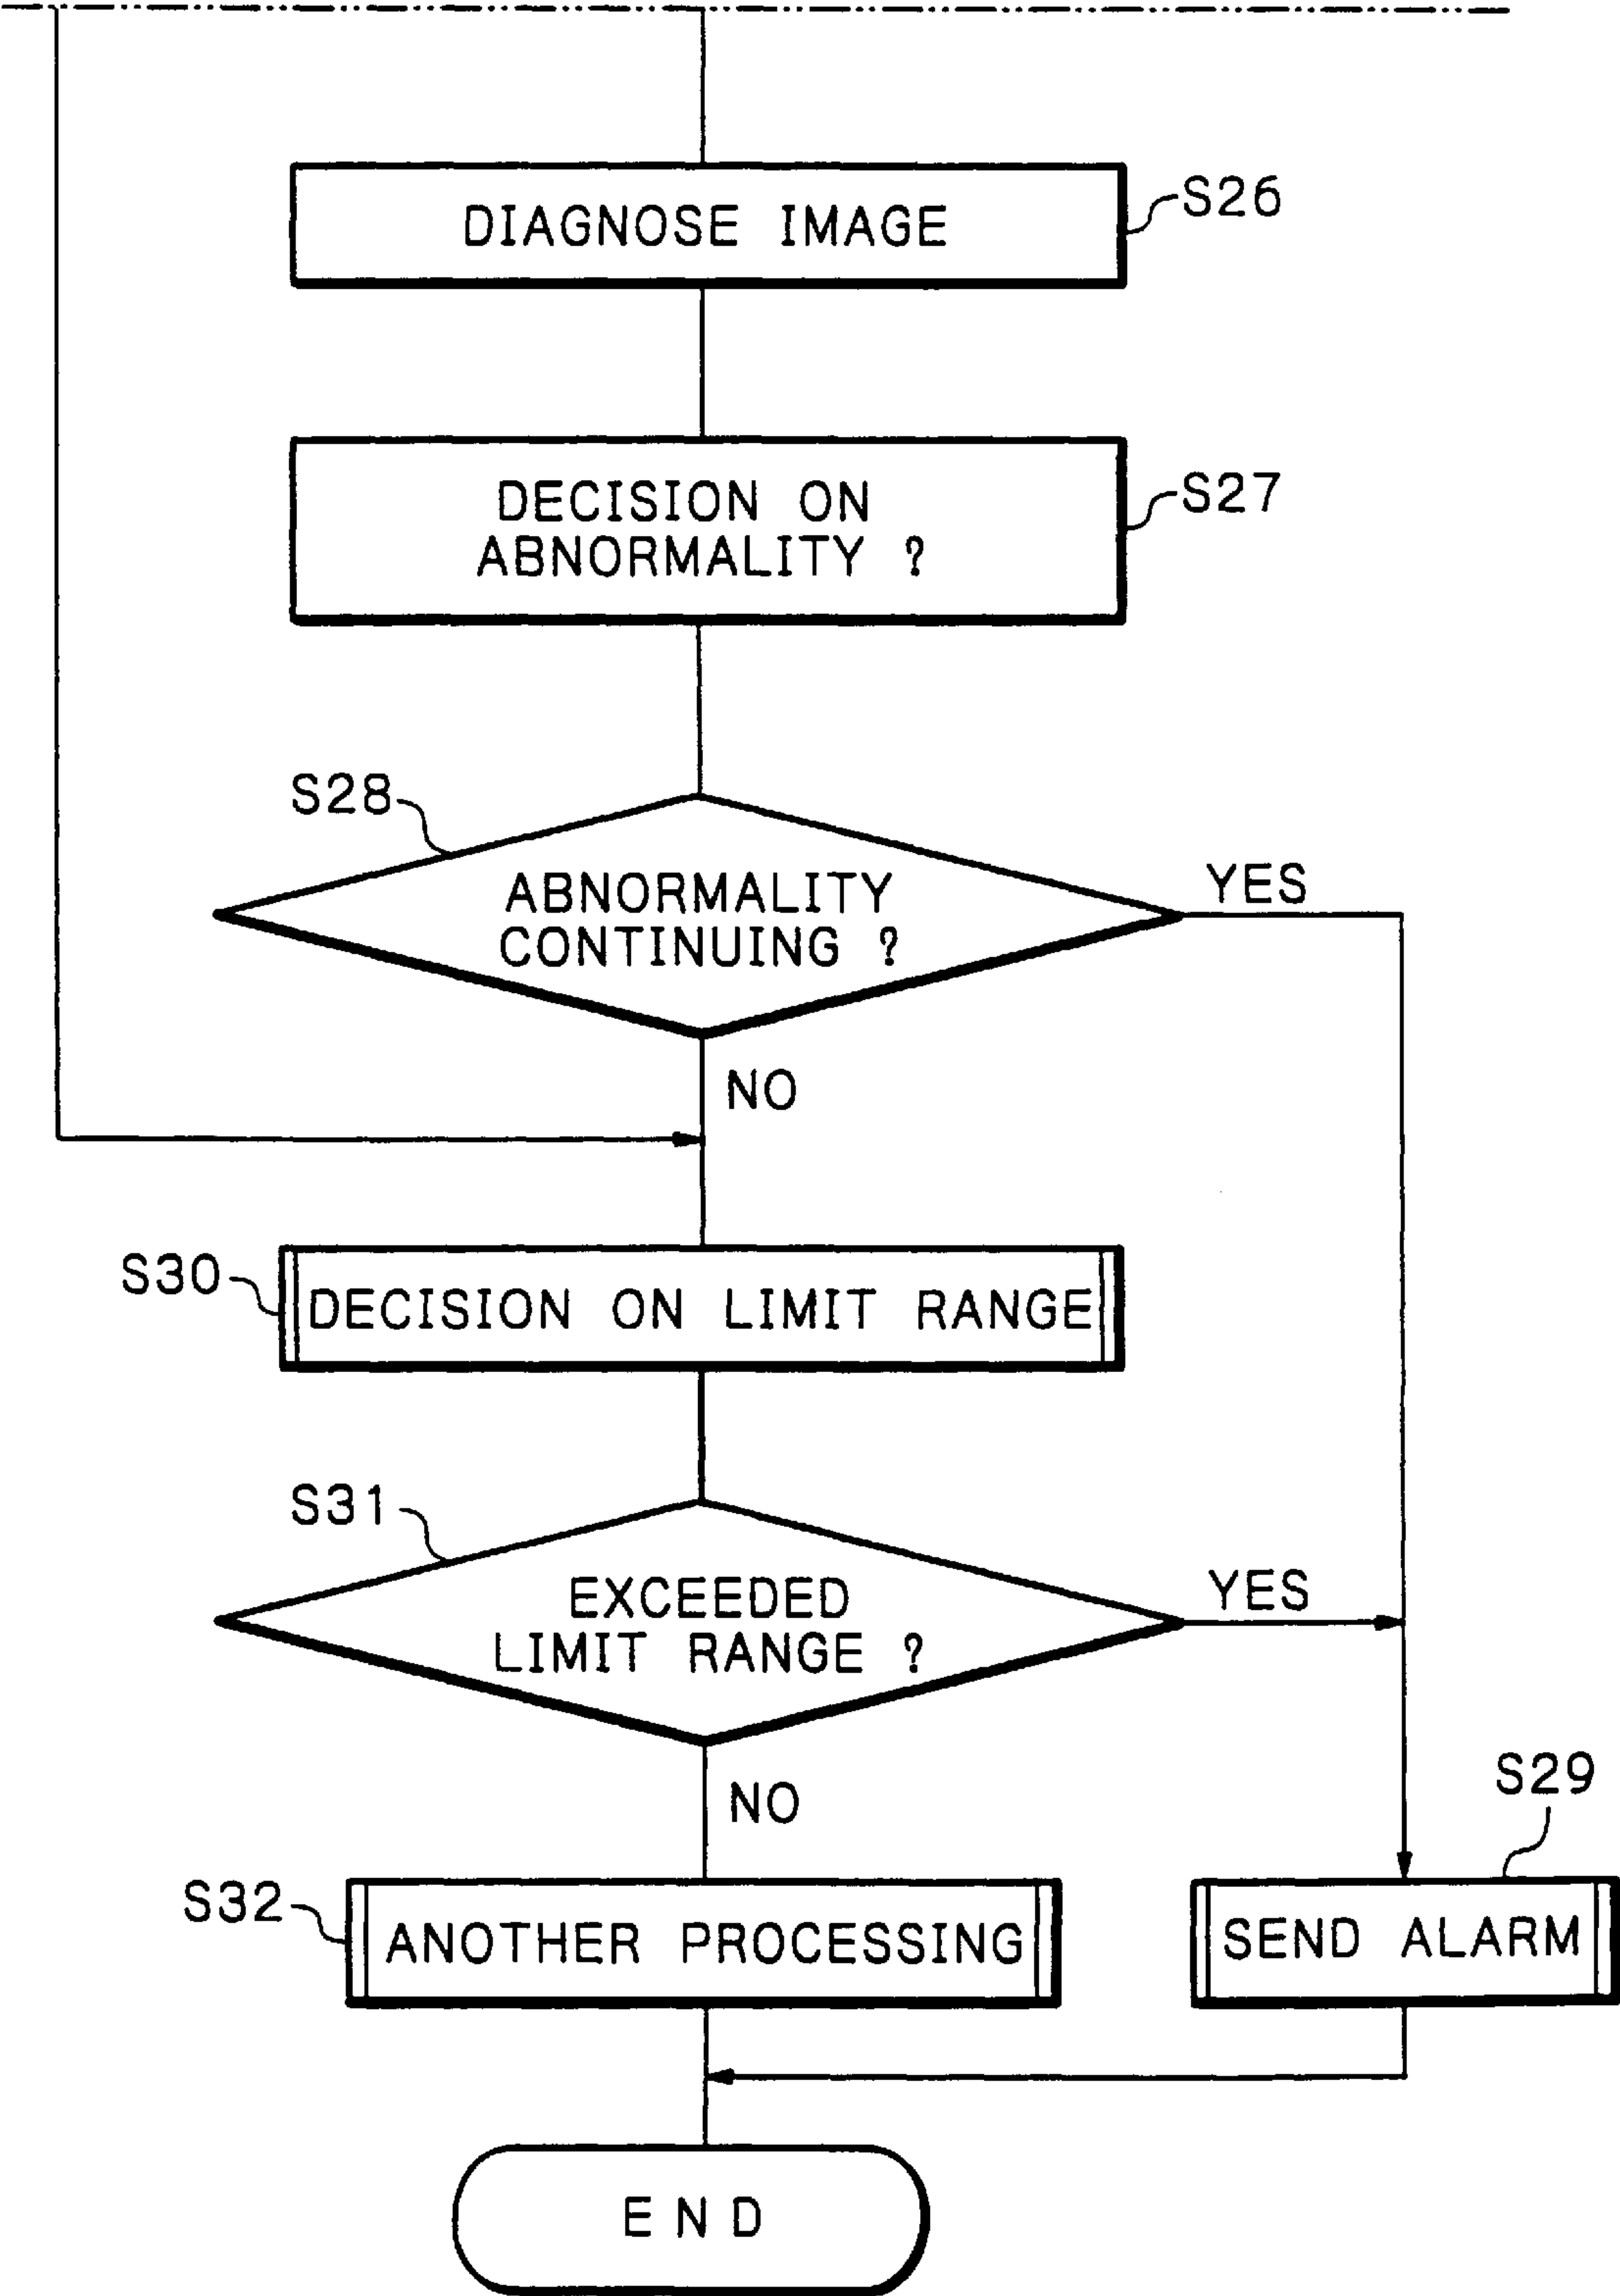 DIAGNOSE IMAGE
S26
DECISION ON
ABNORMALITY ?
S27
S28
ABNORMALITY
CONTINUING ?
YES
NO
S30
DECISION ON LIMIT RANGE
S31
EXCEEDED
LIMIT RANGE ?
YES
NO
S29
S32
ANOTHER PROCESSING
SEND ALARM
END